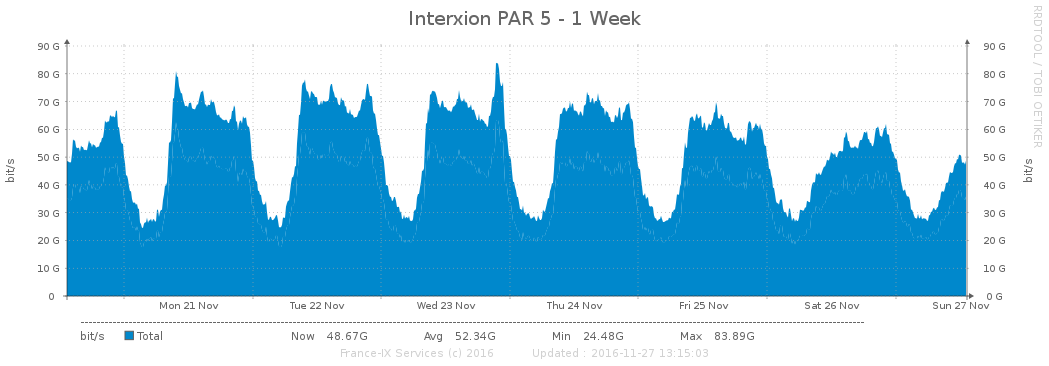 Interxion PAR 5 - 1 Week
RRDTOOL / TOBI OETIKER
90 G 90 G
80 G 80 G
70 G 70 G
60 G 60 G
50 G 50 G
40 G 40 G
30 G 30 G
20 G 20 G
10 G 10 G
0 0 G
bit/s bit/s
Mon 21 Nov Tue 22 Nov Wed 23 Nov Thu 24 Nov Fri 25 Nov Sat 26 Nov Sun 27 Nov
bit/s Total Now 48.67G Avg 52.34G Min 24.48G Max 83.89G
France-IX Services (c) 2016 Updated : 2016-11-27 13:15:03